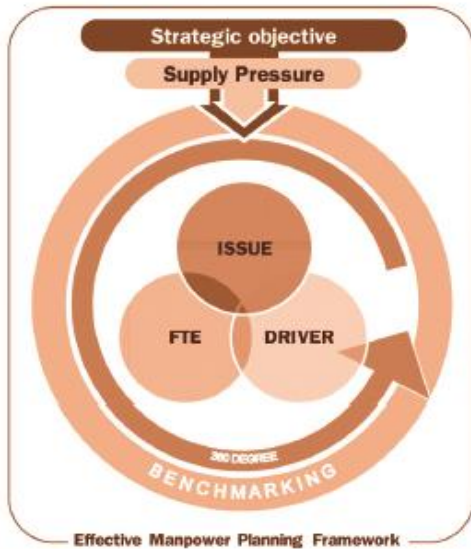 Strategic objective
Supply Pressure
ISSUE
FTE DRIVER
360 DEGREE
BENCHMARKING
Effective Manpower Planning Framework